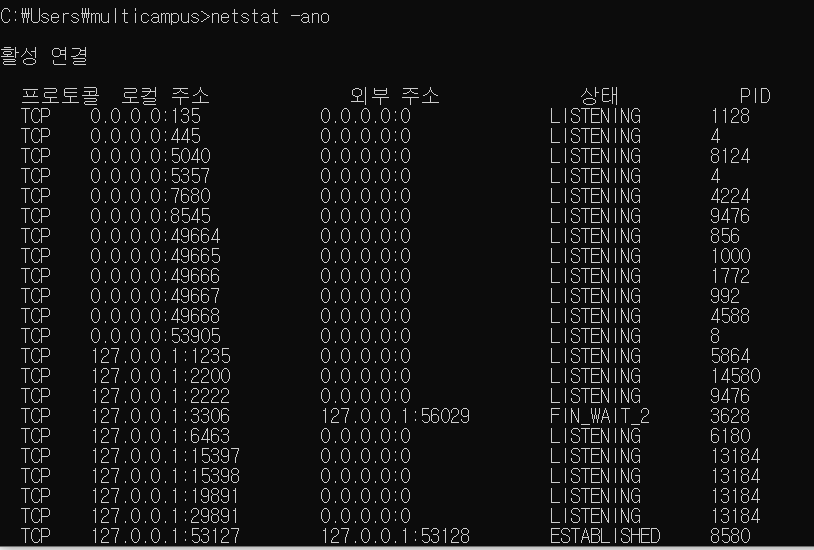 C:\Users\multicampus>netstat -ano
활성 연결
프로토콜 로컬 주소 외부 주소 상태 PID
TCP 0.0.0.0:135 0.0.0.0:0 LISTENING 1128
TCP 0.0.0.0:445 0.0.0.0:0 LISTENING 4
TCP 0.0.0.0:5040 0.0.0.0:0 LISTENING 8124
TCP 0.0.0.0:5357 0.0.0.0:0 LISTENING 4
TCP 0.0.0.0:7680 0.0.0.0:0 LISTENING 4224
TCP 0.0.0.0:8545 0.0.0.0:0 LISTENING 9476
TCP 0.0.0.0:49664 0.0.0.0:0 LISTENING 856
TCP 0.0.0.0:49665 0.0.0.0:0 LISTENING 1000
TCP 0.0.0.0:49666 0.0.0.0:0 LISTENING 1772
TCP 0.0.0.0:49667 0.0.0.0:0 LISTENING 992
TCP 0.0.0.0:49668 0.0.0.0:0 LISTENING 4588
TCP 0.0.0.0:53905 0.0.0.0:0 LISTENING 8
TCP 127.0.0.1:1235 0.0.0.0:0 LISTENING 5864
TCP 127.0.0.1:2200 0.0.0.0:0 LISTENING 14580
TCP 127.0.0.1:2222 0.0.0.0:0 LISTENING 9476
TCP 127.0.0.1:3306 127.0.0.1:56029 FIN_WAIT_2 3628
TCP 127.0.0.1:6463 0.0.0.0:0 LISTENING 6180
TCP 127.0.0.1:15397 0.0.0.0:0 LISTENING 13184
TCP 127.0.0.1:15398 0.0.0.0:0 LISTENING 13184
TCP 127.0.0.1:19891 0.0.0.0:0 LISTENING 13184
TCP 127.0.0.1:29891 0.0.0.0:0 LISTENING 13184
TCP 127.0.0.1:53127 127.0.0.1:53128 ESTABLISHED 8580